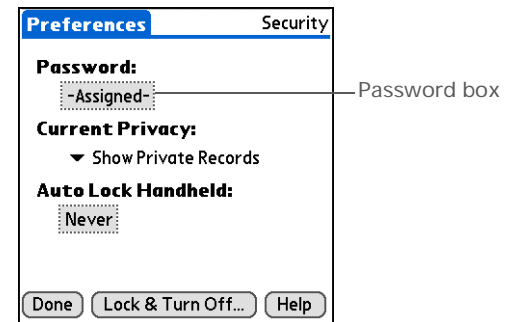 Preferences Security
Password:
-Assigned- Password box
Current Privacy:
Show Private Records
Auto Lock Handheld:
Never
Done Lock & Turn Off... Help